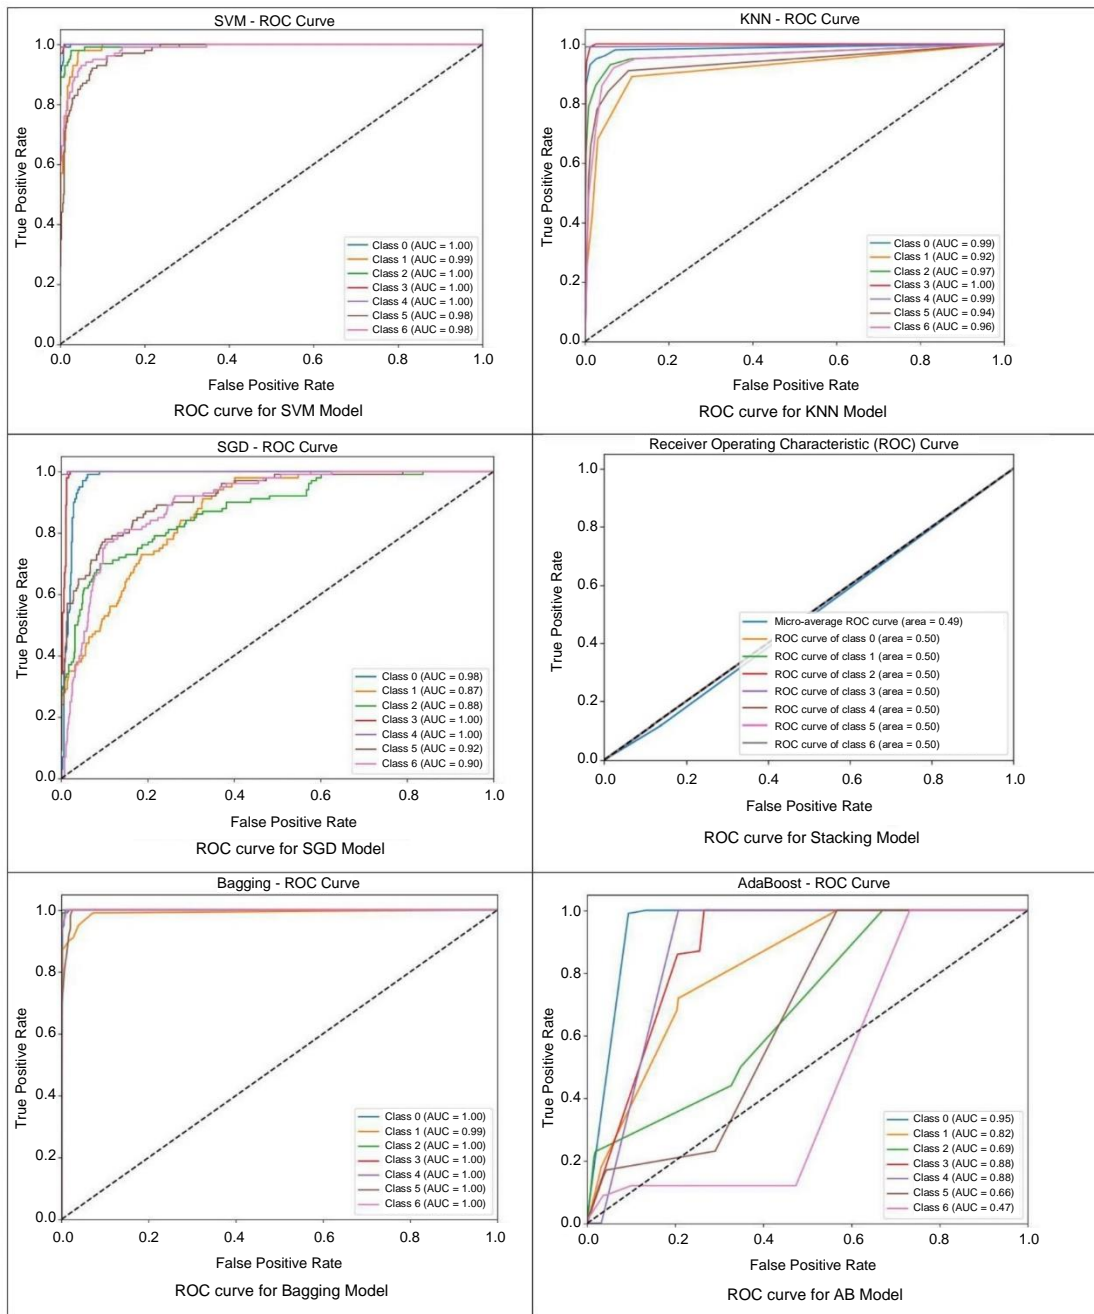 SVM - ROC Curve
True Positive Rate
1.0
0.8
0.6
0.4
0.2
0.0
Class 0 (AUC = 1.00)
Class 1 (AUC = 0.99)
Class 2 (AUC = 1.00)
Class 3 (AUC = 1.00)
Class 4 (AUC = 1.00)
Class 5 (AUC = 0.98)
Class 6 (AUC = 0.98)
0.0 0.2 0.4 0.6 0.8 1.0
False Positive Rate
ROC curve for SVM Model
KNN - ROC Curve
True Positive Rate
1.0
0.8
0.6
0.4
0.2
0.0
Class 0 (AUC = 0.99)
Class 1 (AUC = 0.92)
Class 2 (AUC = 0.97)
Class 3 (AUC = 1.00)
Class 4 (AUC = 0.99)
Class 5 (AUC = 0.94)
Class 6 (AUC = 0.96)
0.0 0.2 0.4 0.6 0.8 1.0
False Positive Rate
ROC curve for KNN Model
SGD - ROC Curve
True Positive Rate
1.0
0.8
0.6
0.4
0.2
0.0
Class 0 (AUC = 0.98)
Class 1 (AUC = 0.87)
Class 2 (AUC = 0.88)
Class 3 (AUC = 1.00)
Class 4 (AUC = 1.00)
Class 5 (AUC = 0.92)
Class 6 (AUC = 0.90)
0.0 0.2 0.4 0.6 0.8 1.0
False Positive Rate
ROC curve for SGD Model
Receiver Operating Characteristic (ROC) Curve
True Positive Rate
1.0
0.8
0.6
0.4
0.2
0.0
Micro-average ROC curve (area = 0.49)
ROC curve of class 0 (area = 0.50)
ROC curve of class 1 (area = 0.50)
ROC curve of class 2 (area = 0.50)
ROC curve of class 3 (area = 0.50)
ROC curve of class 4 (area = 0.50)
ROC curve of class 5 (area = 0.50)
ROC curve of class 6 (area = 0.50)
0.0 0.2 0.4 0.6 0.8 1.0
False Positive Rate
ROC curve for Stacking Model
Bagging - ROC Curve
True Positive Rate
1.0
0.8
0.6
0.4
0.2
0.0
Class 0 (AUC = 1.00)
Class 1 (AUC = 0.99)
Class 2 (AUC = 1.00)
Class 3 (AUC = 1.00)
Class 4 (AUC = 1.00)
Class 5 (AUC = 1.00)
Class 6 (AUC = 1.00)
0.0 0.2 0.4 0.6 0.8 1.0
False Positive Rate
ROC curve for Bagging Model
AdaBoost - ROC Curve
True Positive Rate
1.0
0.8
0.6
0.4
0.2
0.0
Class 0 (AUC = 0.95)
Class 1 (AUC = 0.82)
Class 2 (AUC = 0.69)
Class 3 (AUC = 0.88)
Class 4 (AUC = 0.88)
Class 5 (AUC = 0.66)
Class 6 (AUC = 0.47)
0.0 0.2 0.4 0.6 0.8 1.0
False Positive Rate
ROC curve for AB Model